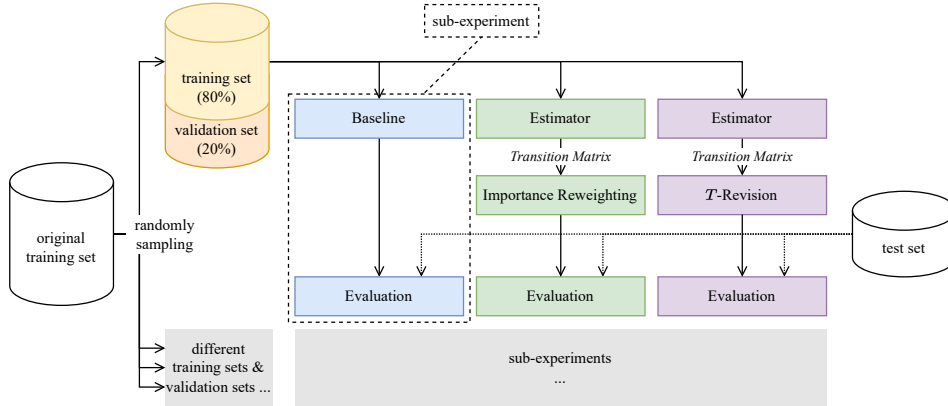 sub-experiment
training set
(80%)
validation set
(20%)
Baseline
Estimator
Estimator
Transition Matrix
Transition Matrix
Importance Reweighting
T-Revision
original
training set
randomly
sampling
test set
Evaluation
Evaluation
Evaluation
different
training sets &
validation sets ...
sub-experiments
...